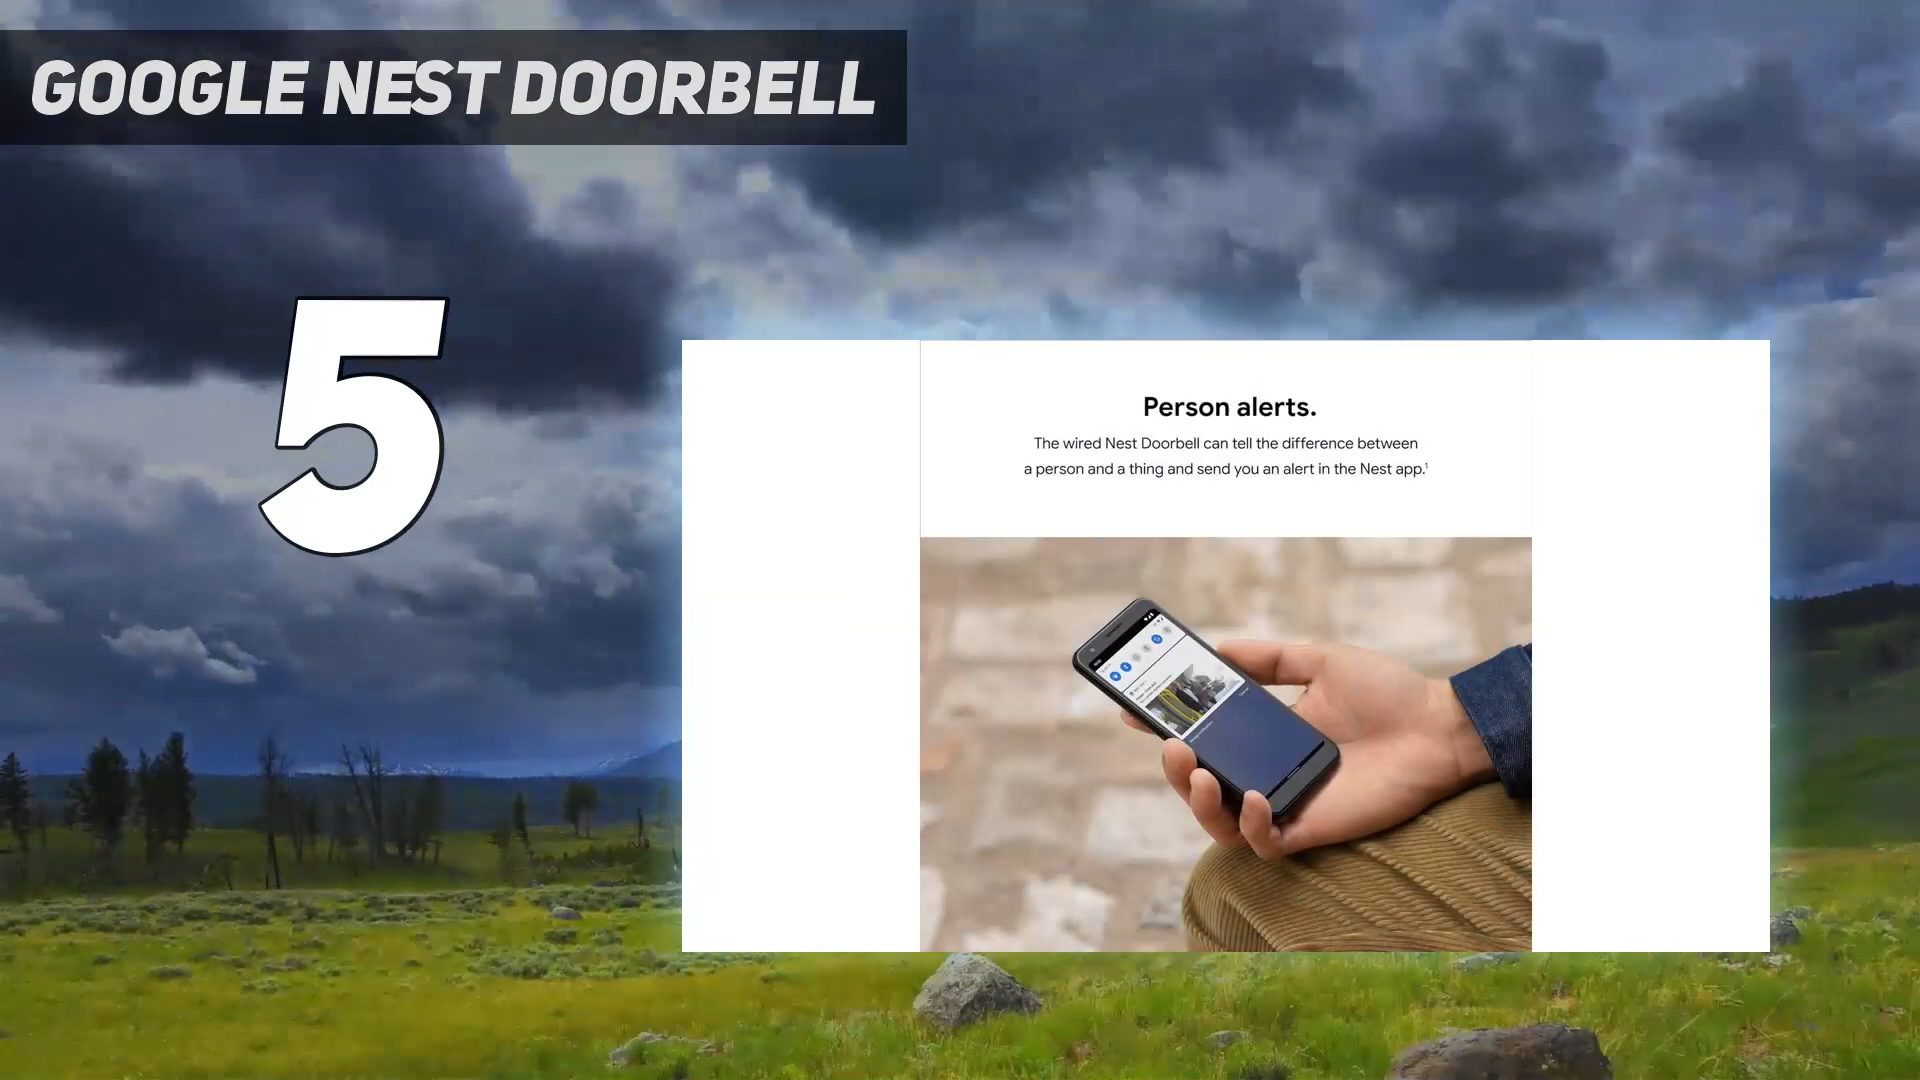 GOOGLE NEST DOORBELL
5
Person alerts.
The wired Nest Doorbell can tell the difference between
a person and a thing and send you an alert in the Nest app.¹